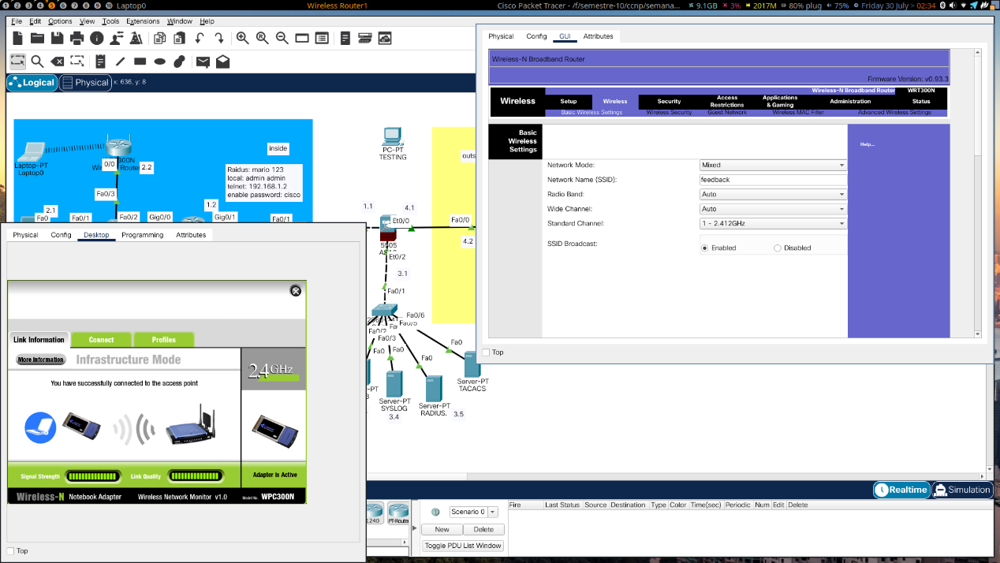 1 2 3 4 5 6 7 8 9 10 Laptop0
Wireless Router1
Cisco Packet Tracer - /f/semestre-10/ccnp/semana...
9.1GB 3% 2017M 80% plug 75% Friday 30 July > 02:34
File Edit Options View Tools Extensions Window Help
Logical Physical x: 636, y: 8
Laptop-PT
Laptop0
0/0
2.2
Fa0/3
inside
Raidus: mario 123
local: admin admin
telnet: 192.168.1.2
enable password: cisco
2.1
Fa0
Fa0/1
Fa0/2
Gig0/0
1.2
Gig0/1
Fa0/1
PC-PT
TESTING
outs
1.1
4.1
Et0/0
Fa0/0
4.2
5505
Et0/2
3.1
Fa0/1
Fa0/6
Fa0/5
Fa0/2
Fa0/3
Fa0
Fa0
Fa0
Fa0
Server-PT
TACACS
Server-PT
SYSLOG
3.4
Server-PT
RADIUS.
3.5
Physical Config GUI Attributes
Wireless-N Broadband Router
Firmware Version: v0.93.3
Wireless-N Broadband Router WRT300N
Wireless
Setup Wireless Security Access Restrictions Applications & Gaming Administration Status
Basic Wireless Settings Wireless Security Guest Network Wireless MAC Filter Advanced Wireless Settings
Basic
Wireless
Settings
Help...
Network Mode: Mixed
Network Name (SSID): feedback
Radio Band: Auto
Wide Channel: Auto
Standard Channel: 1 - 2.412GHz
SSID Broadcast: Enabled Disabled
Top
Physical Config Desktop Programming Attributes
Link Information Connect Profiles
More Information Infrastructure Mode
2.4GHz
You have successfully connected to the access point
Signal Strength Link Quality Adapter is Active
Wireless-N Notebook Adapter Wireless Network Monitor v1.0 Model No. WPC300N
Top
Realtime Simulation
1240 PT-Router
Scenario 0
New Delete
Toggle PDU List Window
Fire Last Status Source Destination Type Color Time(sec) Periodic Num Edit Delete